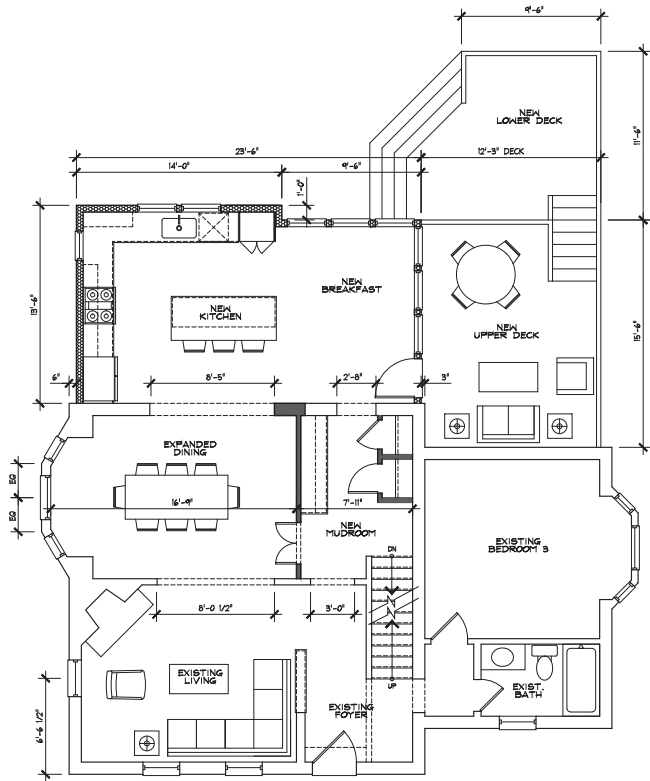 9'-6"
NEW
LOWER DECK
11'-6"
23'-6"
12'-3" DECK
14'-0"
9'-6"
1'-0"
13'-6"
NEW
BREAKFAST
NEW
KITCHEN
NEW
UPPER DECK
15'-6"
6"
8'-5"
2'-8"
3"
EXPANDED
DINING
EQ
EQ
16'-9"
7'-11"
NEW
MUDROOM
EXISTING
BEDROOM 3
DN
8'-0 1/2"
3'-0"
EXISTING
LIVING
UP
EXIST.
BATH
EXISTING
FOYER
6'-6 1/2"